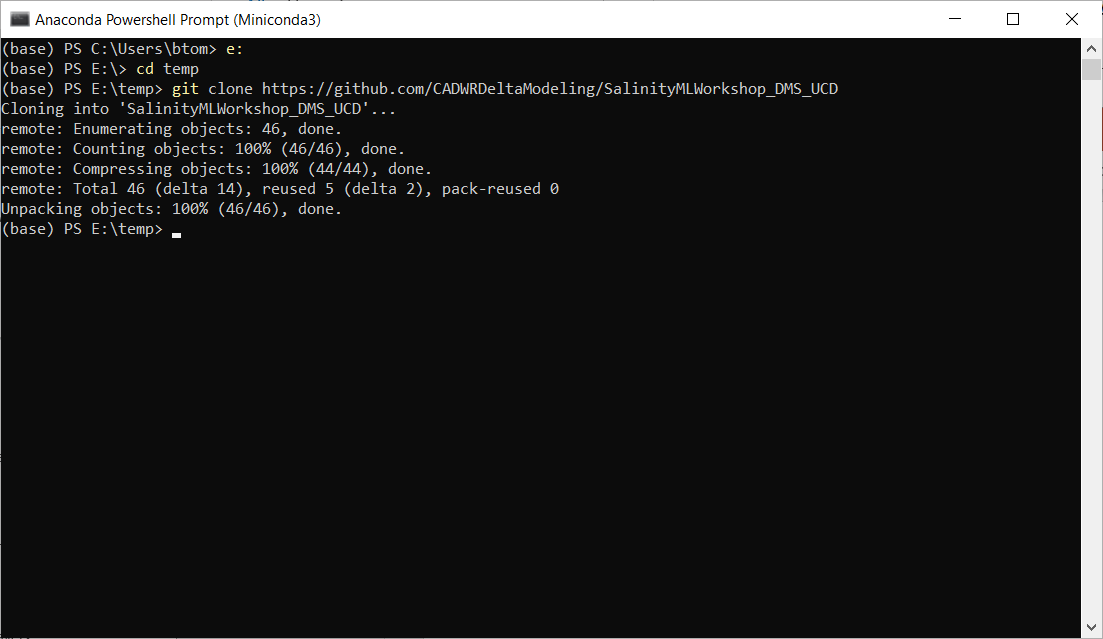 Anaconda Powershell Prompt (Miniconda3)
(base) PS C:\Users\btom> e:
(base) PS E:\> cd temp
(base) PS E:\temp> git clone https://github.com/CADWRDeltaModeling/SalinityMLWorkshop_DMS_UCD
Cloning into 'SalinityMLWorkshop_DMS_UCD'...
remote: Enumerating objects: 46, done.
remote: Counting objects: 100% (46/46), done.
remote: Compressing objects: 100% (44/44), done.
remote: Total 46 (delta 14), reused 5 (delta 2), pack-reused 0
Unpacking objects: 100% (46/46), done.
(base) PS E:\temp>